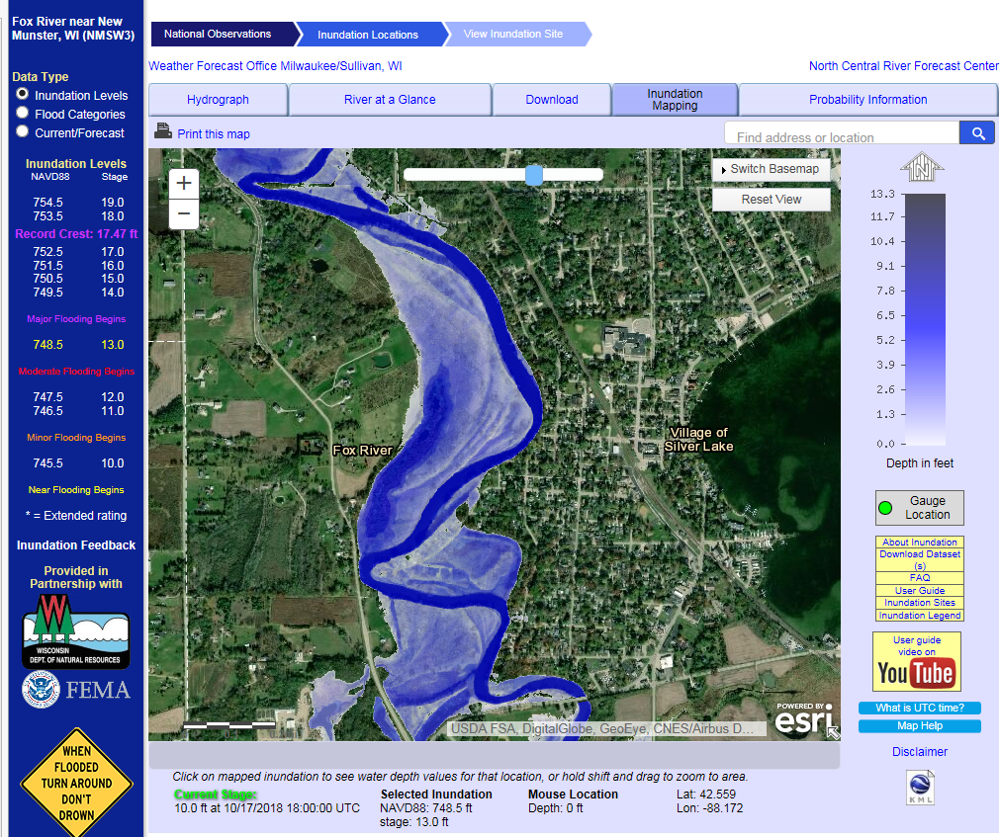 Fox River near New
Munster, WI (NMSW3)
National Observations
Inundation Locations
View Inundation Site
Weather Forecast Office Milwaukee/Sullivan, WI
North Central River Forecast Center
Hydrograph
River at a Glance
Download
Inundation
Mapping
Probability Information
Print this map
Find address or location
Data Type
Inundation Levels
Flood Categories
Current/Forecast
Inundation Levels
NAVD88 Stage
754.5 19.0
753.5 18.0
Record Crest: 17.47 ft
752.5 17.0
751.5 16.0
750.5 15.0
749.5 14.0
Major Flooding Begins
748.5 13.0
Moderate Flooding Begins
747.5 12.0
746.5 11.0
Minor Flooding Begins
745.5 10.0
Near Flooding Begins
* = Extended rating
Inundation Feedback
Provided in
Partnership with
W
WISCONSIN
DEPT. OF NATURAL RESOURCES
FEMA
WHEN
FLOODED
TURN AROUND
DON'T
DROWN
+
−
Switch Basemap
Reset View
Fox River
Village of
Silver Lake
USDA FSA, DigitalGlobe, GeoEye, CNES/Airbus D...
POWERED BY
esri
N
13.3
11.7
10.4
9.1
7.8
6.5
5.2
3.9
2.6
1.3
0.0
Depth in feet
Gauge
Location
About Inundation
Download Dataset
(s)
FAQ
User Guide
Inundation Sites
Inundation Legend
User guide
video on
YouTube
What is UTC time?
Map Help
Disclaimer
KML
Click on mapped inundation to see water depth values for that location, or hold shift and drag to zoom to area.
Current Stage:
10.0 ft at 10/17/2018 18:00:00 UTC
Selected Inundation
NAVD88: 748.5 ft
stage: 13.0 ft
Mouse Location
Depth: 0 ft
Lat: 42.559
Lon: -88.172